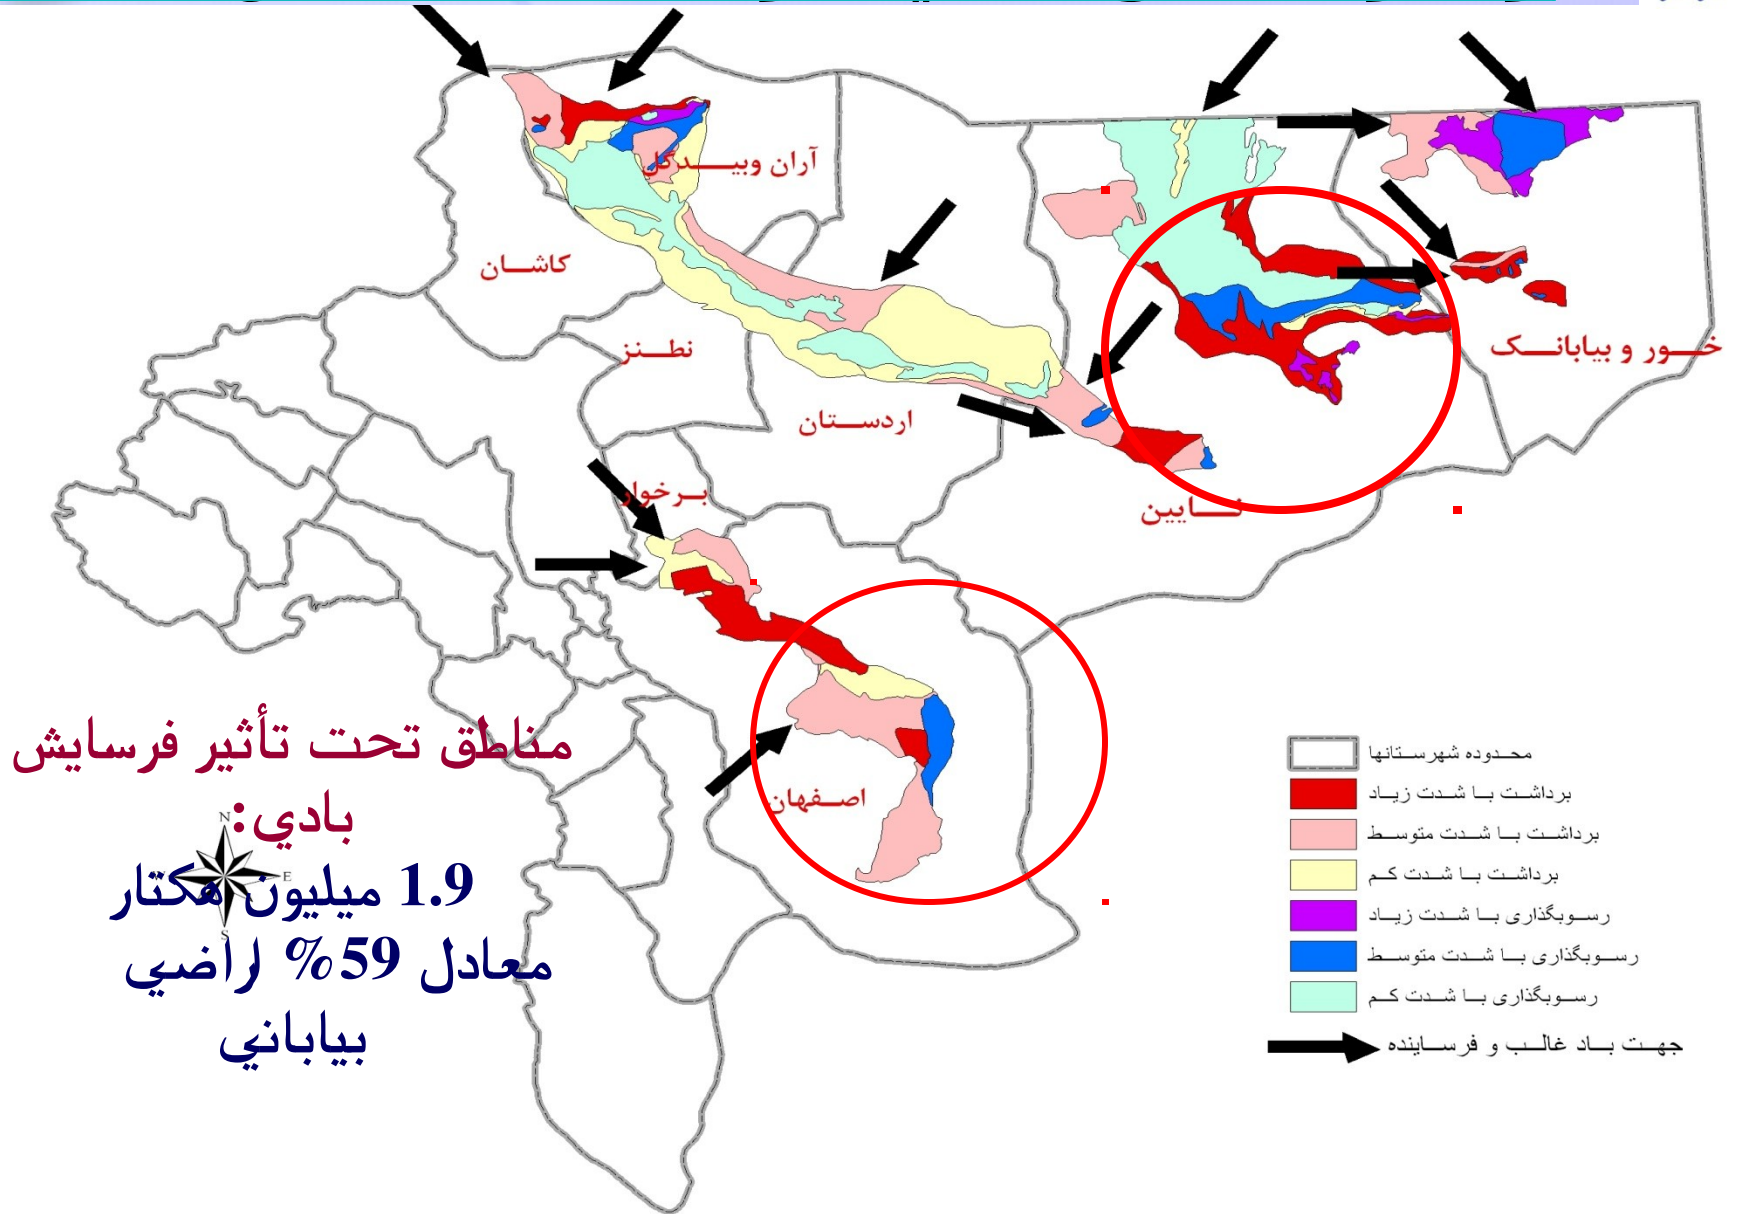 آران وبیدگل
کاشان
نطنز
اردستان
خور و بیابانک
نایین
برخوار
اصفهان
مناطق تحت تأثير فرسايش
بادي:
1.9 ميليون هكتار
معادل 59% اراضي
بياباني
N
E
S
محدوده شهرستانها
برداشت با شدت زیاد
برداشت با شدت متوسط
برداشت با شدت کم
رسوبگذاری با شدت زیاد
رسوبگذاری با شدت متوسط
رسوبگذاری با شدت کم
جهت باد غالب و فرساینده